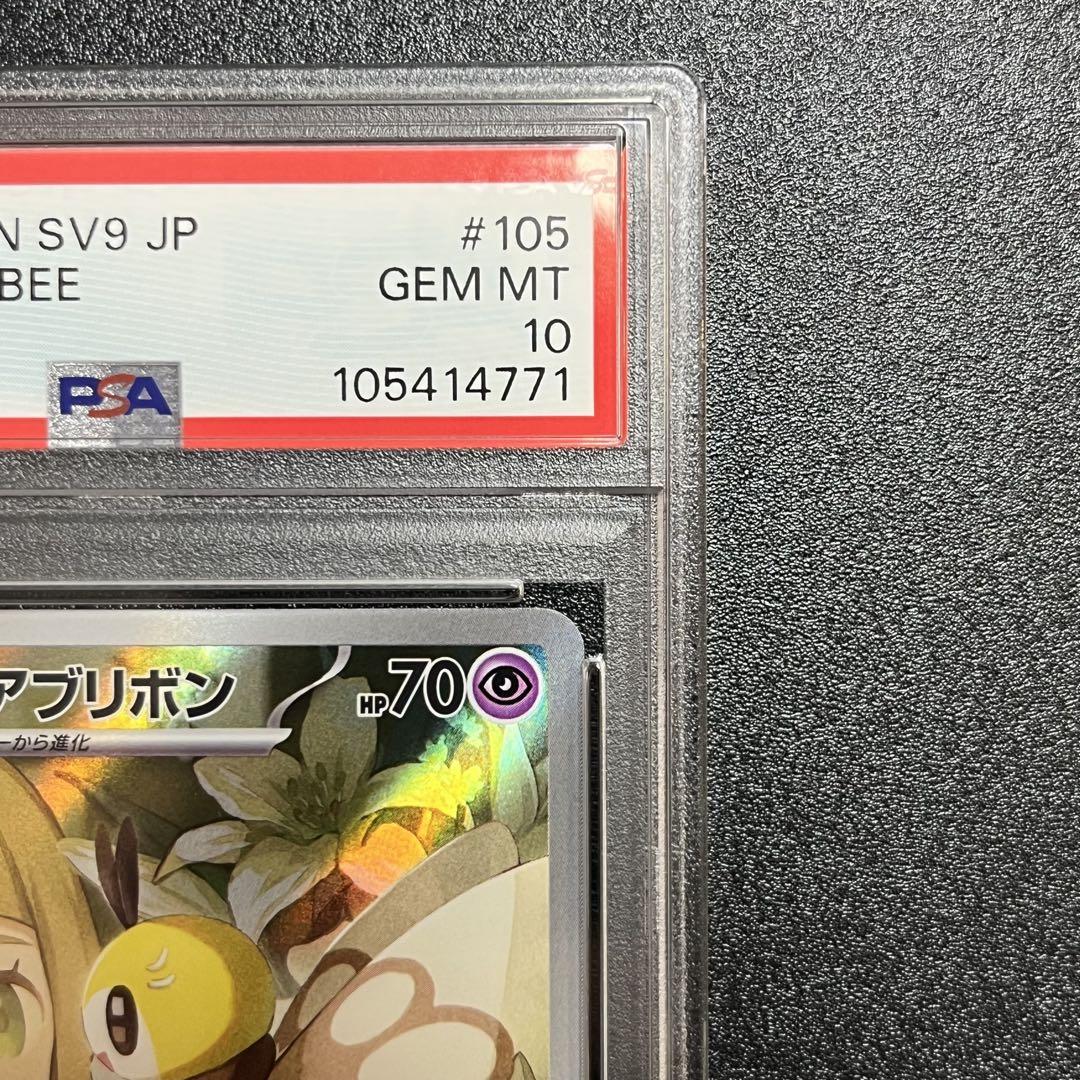 N SV9 JP #105
BEE GEM MT
10
PSA 105414771
アブリボン HP70
ーから進化